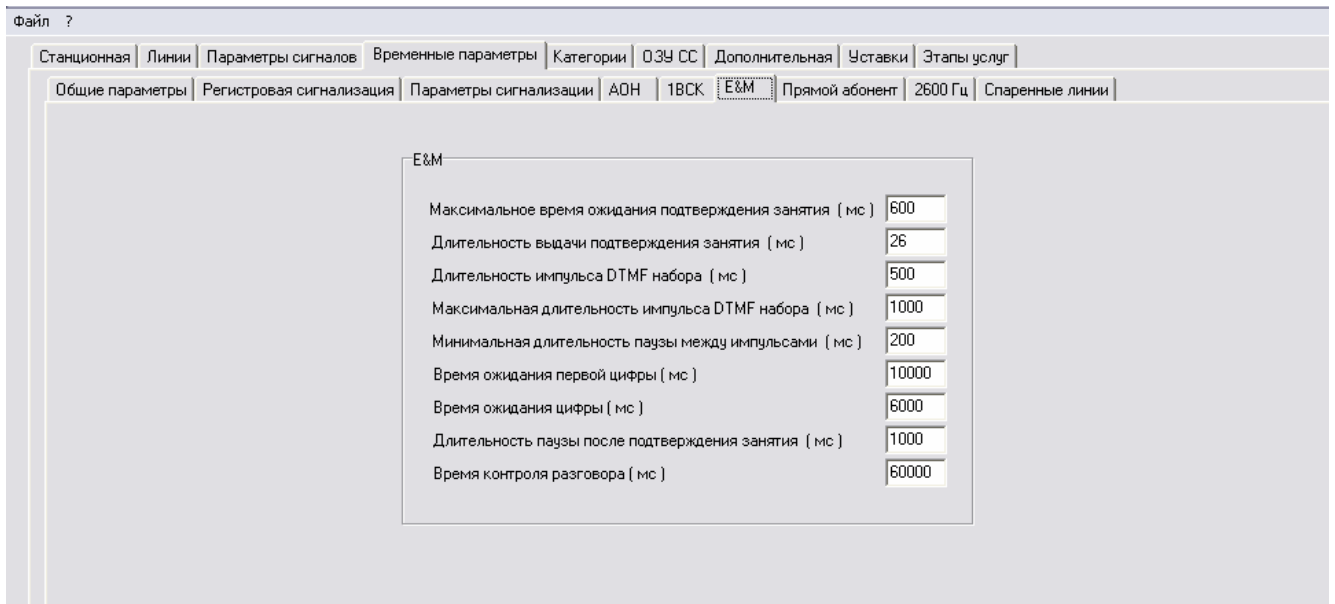 Файл ?
Станционная Линии Параметры сигналов Временные параметры Категории ОЗУ СС Дополнительная Уставки Этапы услуг
Общие параметры Регистровая сигнализация Параметры сигнализации АОН 1ВСК E&M Прямой абонент 2600 Гц Спаренные линии
E&M
Максимальное время ожидания подтверждения занятия ( мс ) 600
Длительность выдачи подтверждения занятия ( мс ) 26
Длительность импульса DTMF набора ( мс ) 500
Максимальная длительность импульса DTMF набора ( мс ) 1000
Минимальная длительность паузы между импульсами ( мс ) 200
Время ожидания первой цифры ( мс ) 10000
Время ожидания цифры ( мс ) 6000
Длительность паузы после подтверждения занятия ( мс ) 1000
Время контроля разговора ( мс ) 60000